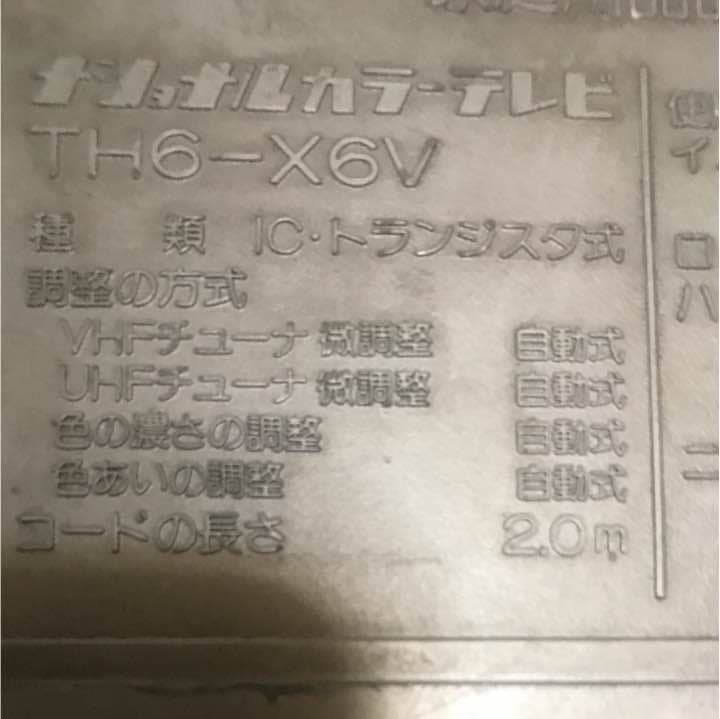 ナショナルカラーテレビ
TH6-X6V
種類 IC・トランジスタ式
調整の方式
VHFチューナ微調整 自動式
UHFチューナ微調整 自動式
色の濃さの調整 自動式
色あいの調整 自動式
コードの長さ 2.0m